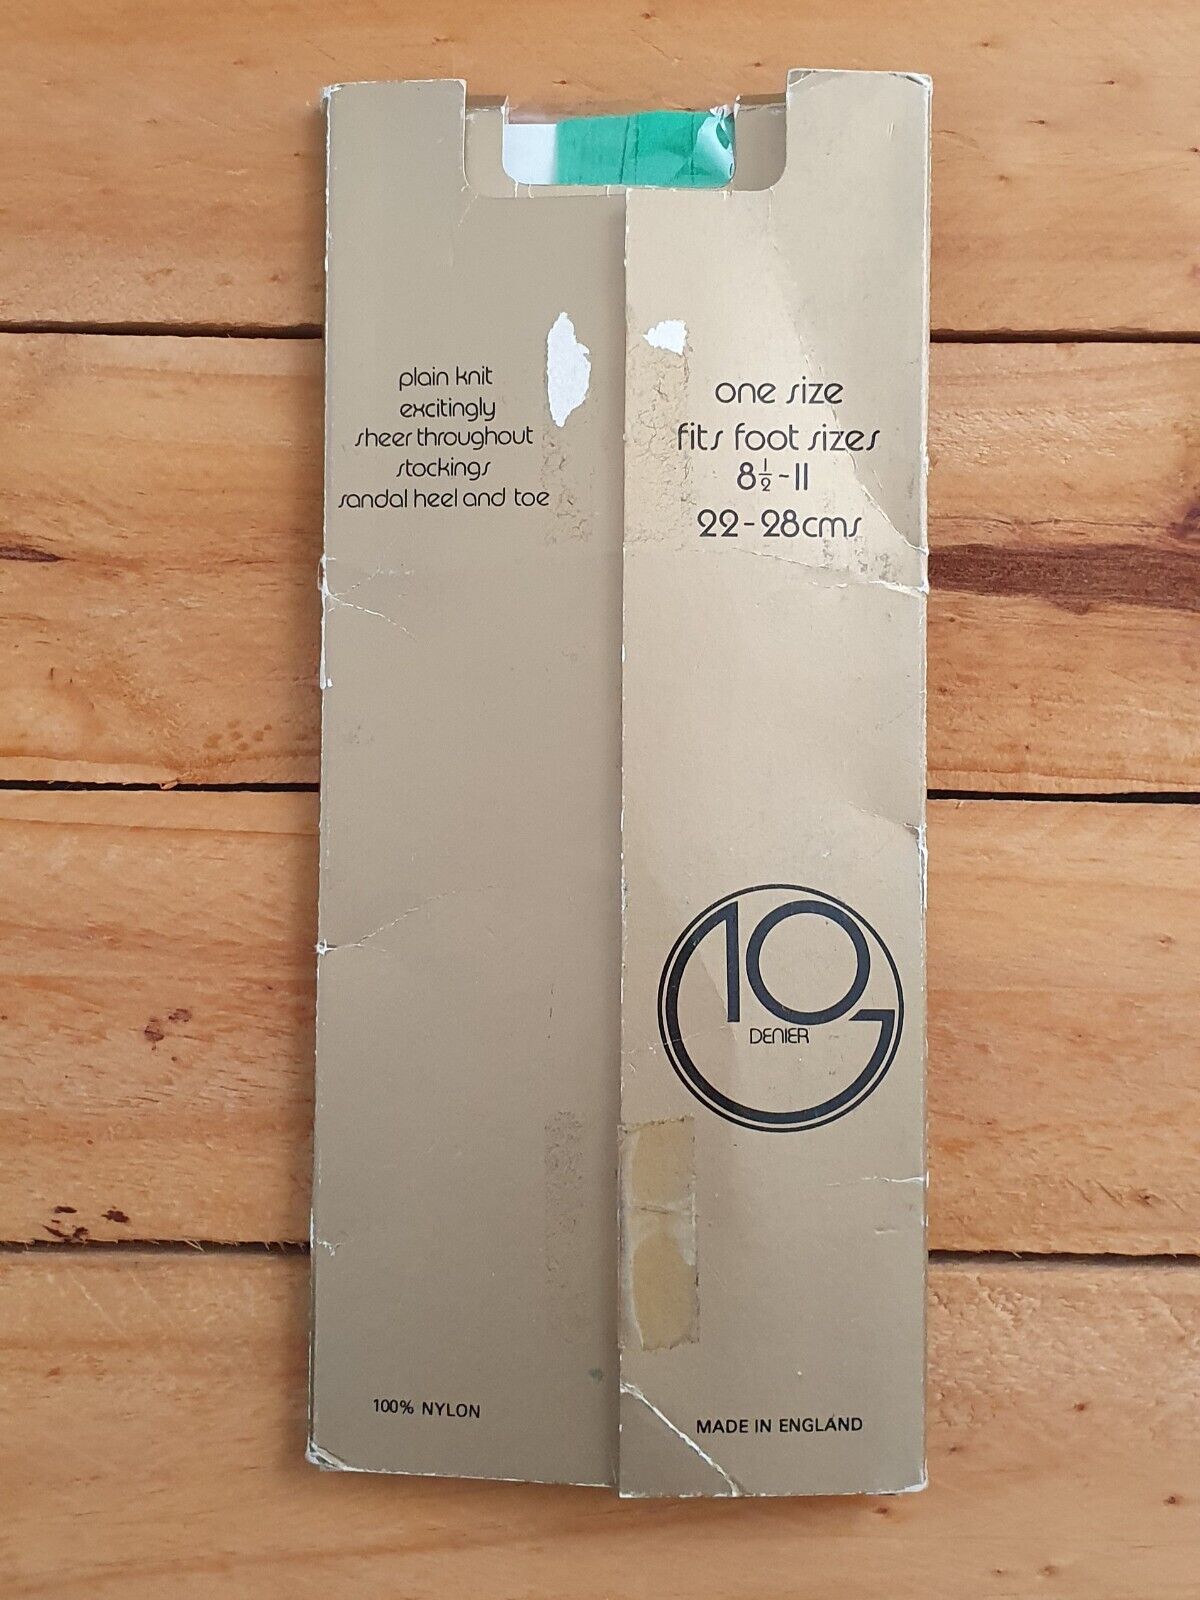 plain knit
excitingly
sheer throughout
stockings
sandal heel and toe
one size
fits foot sizes
8½-11
22-28cms
10
DENIER
100% NYLON
MADE IN ENGLAND